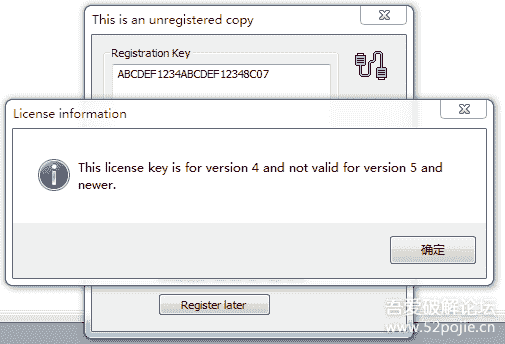 This is an unregistered copy
Registration Key
ABCDEF1234ABCDEF12348C07
License information
This license key is for version 4 and not valid for version 5 and
newer.
确定
Register later
吾爱破解论坛
www.52pojie.cn